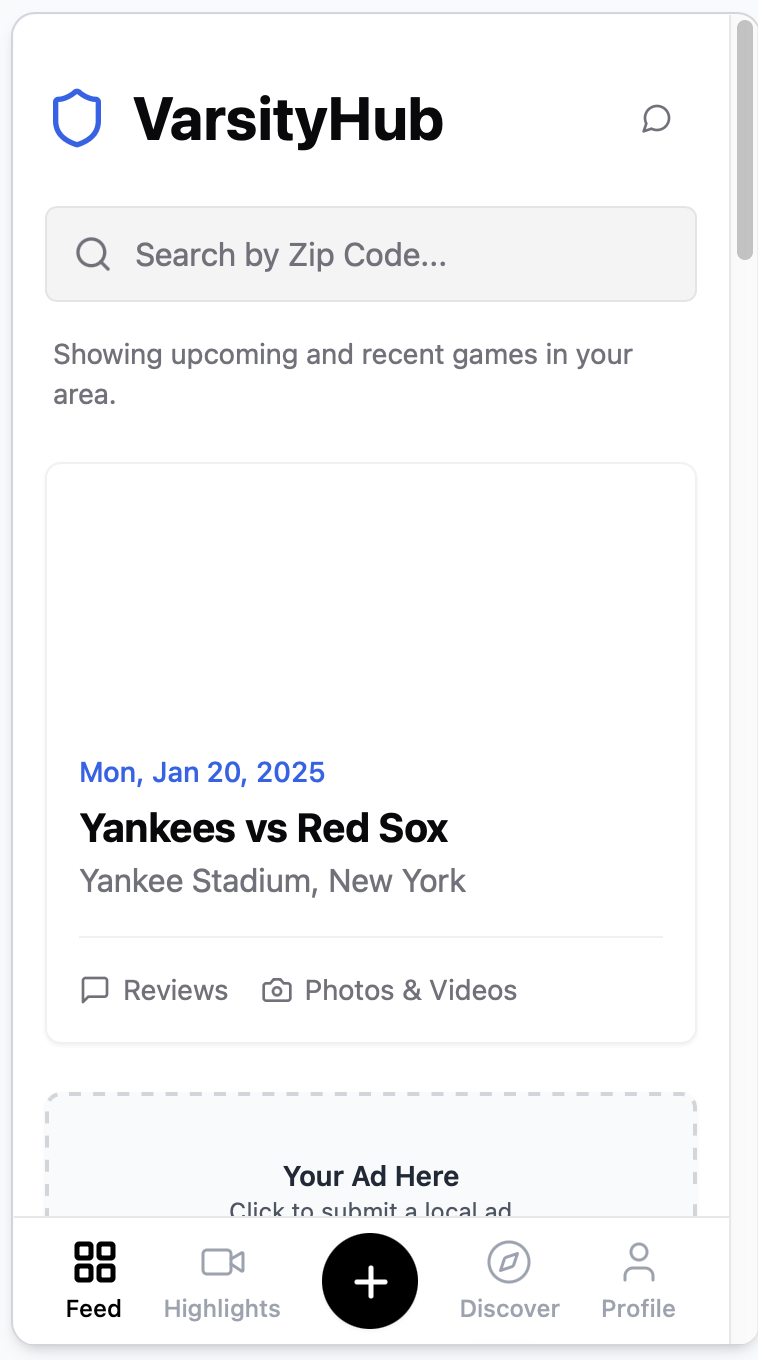 VarsityHub
Search by Zip Code...
Showing upcoming and recent games in your
area.
Mon, Jan 20, 2025
Yankees vs Red Sox
Yankee Stadium, New York
Reviews Photos & Videos
Your Ad Here
Click to submit a local ad
Feed Highlights Discover Profile